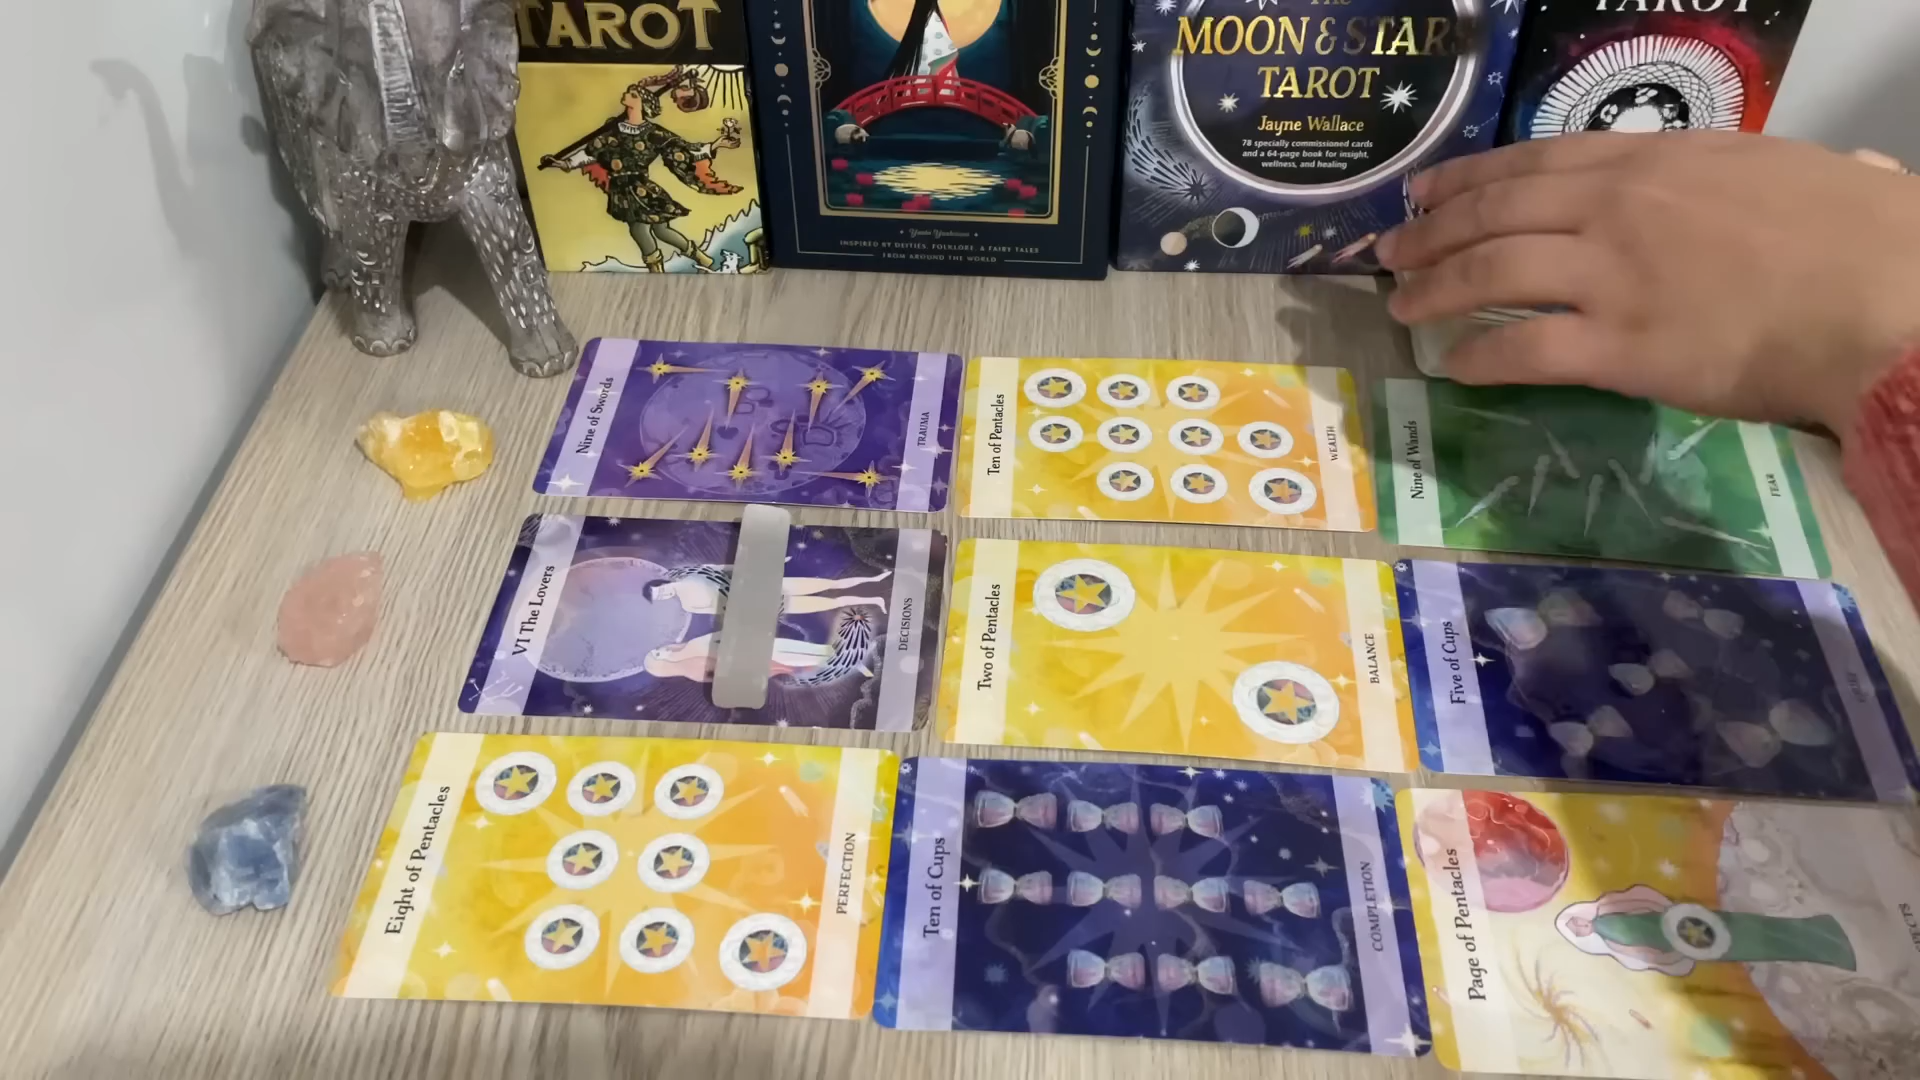 TAROT
Yoshi Yoshitani
INSPIRED BY DEITIES, FOLKLORE, & FAIRY TALES
FROM AROUND THE WORLD
The
MOON & STARS
TAROT
Jayne Wallace
78 specially commissioned cards
and a 64-page book for insight,
wellness, and healing
TAROT
Nine of Swords
TRAUMA
Ten of Pentacles
WEALTH
Nine of Wands
FEAR
VI The Lovers
DECISIONS
Two of Pentacles
BALANCE
Five of Cups
Eight of Pentacles
PERFECTION
Ten of Cups
COMPLETION
Page of Pentacles